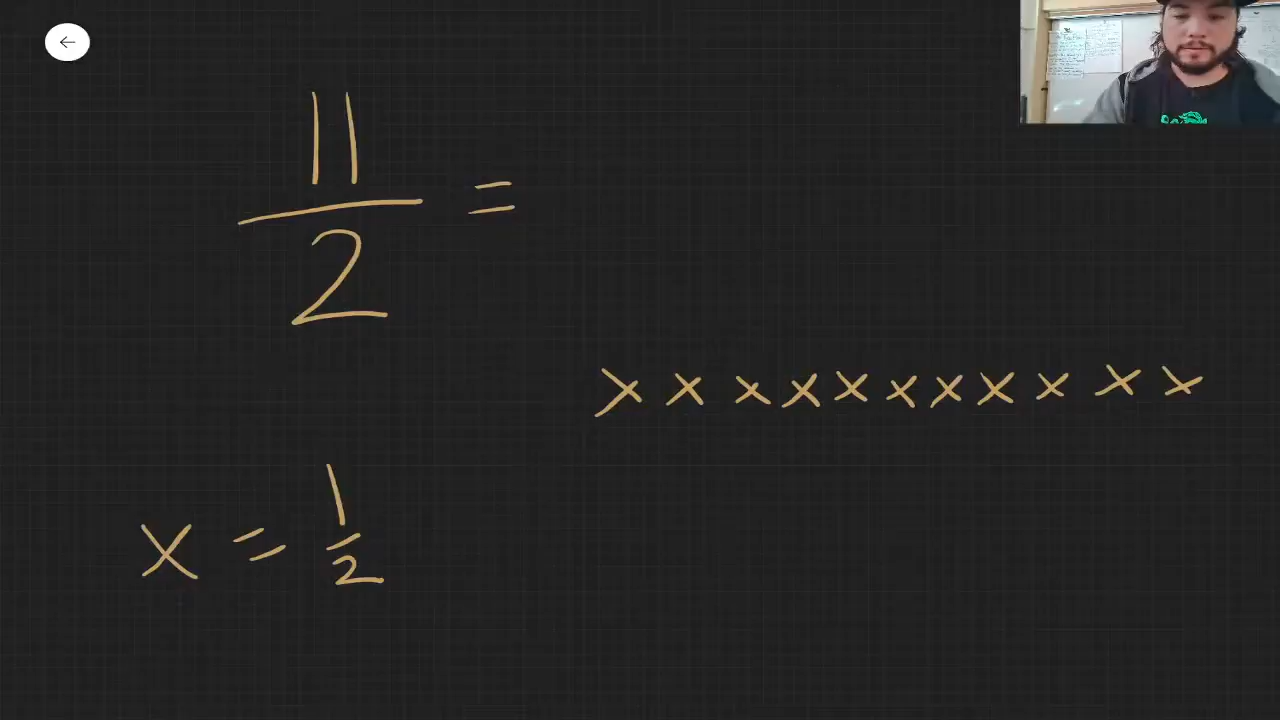 11
2 =
x x x x x x x x x x x
x = 1/2